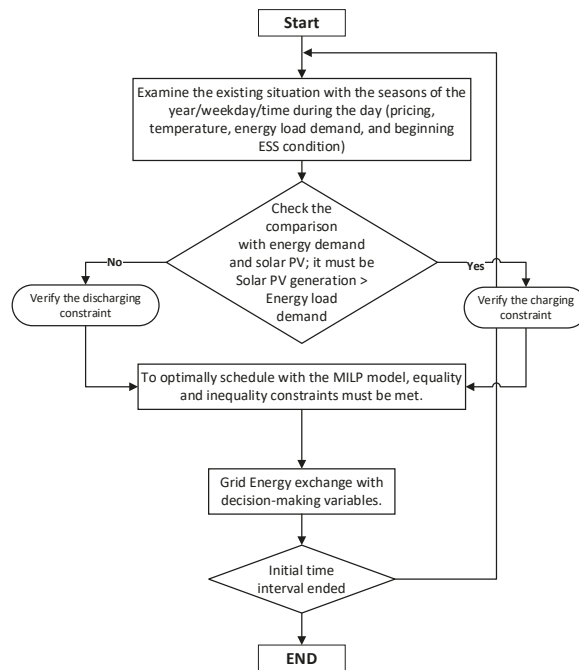 Start
Examine the existing situation with the seasons of the
year/weekday/time during the day (pricing,
temperature, energy load demand, and beginning
ESS condition)
Check the
comparison
with energy demand
and solar PV; it must be
Solar PV generation >
Energy load
demand
No
Yes
Verify the discharging
constraint
Verify the charging
constraint
To optimally schedule with the MILP model, equality
and inequality constraints must be met.
Grid Energy exchange with
decision-making variables.
Initial time
interval ended
END